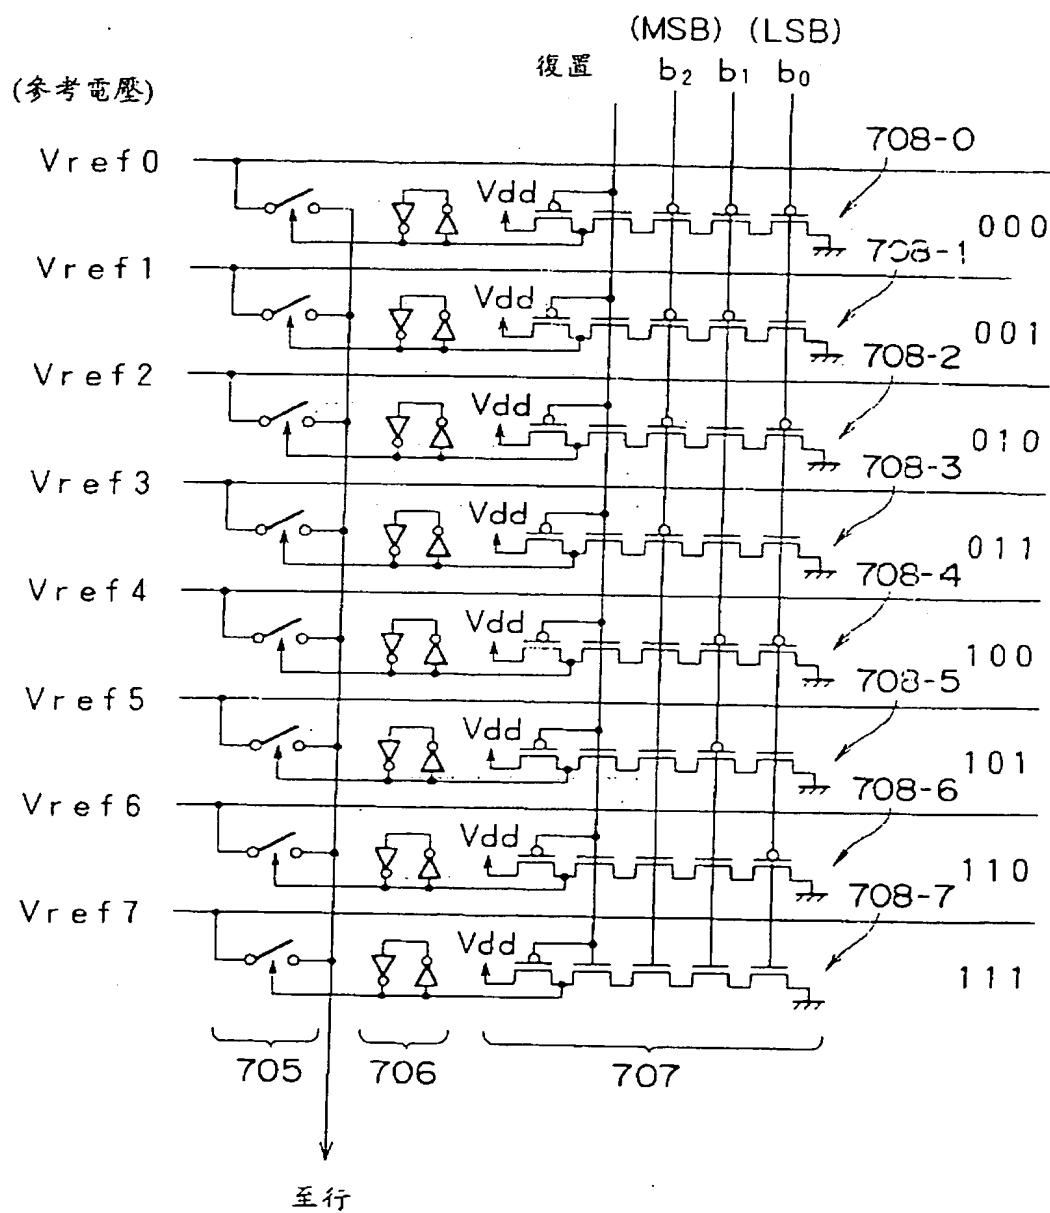 (MSB) (LSB)
復置 b2 b1 b0
(參考電壓)
Vref0
708-0
Vdd
000
Vref1
708-1
Vdd
001
Vref2
708-2
Vdd
010
Vref3
708-3
Vdd
011
Vref4
708-4
Vdd
100
Vref5
708-5
Vdd
101
Vref6
708-6
Vdd
110
Vref7
708-7
Vdd
111
705 706 707
至行